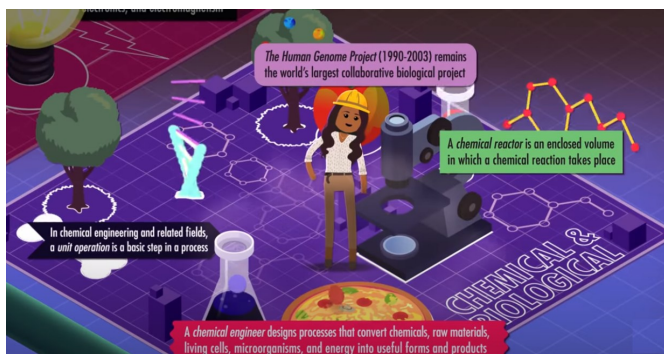 electronics, and electromagnetism
The Human Genome Project (1990-2003) remains
the world's largest collaborative biological project
A chemical reactor is an enclosed volume
in which a chemical reaction takes place
In chemical engineering and related fields,
a unit operation is a basic step in a process
CHEMICAL &
BIOLOGICAL
A chemical engineer designs processes that convert chemicals, raw materials,
living cells, microorganisms, and energy into useful forms and products